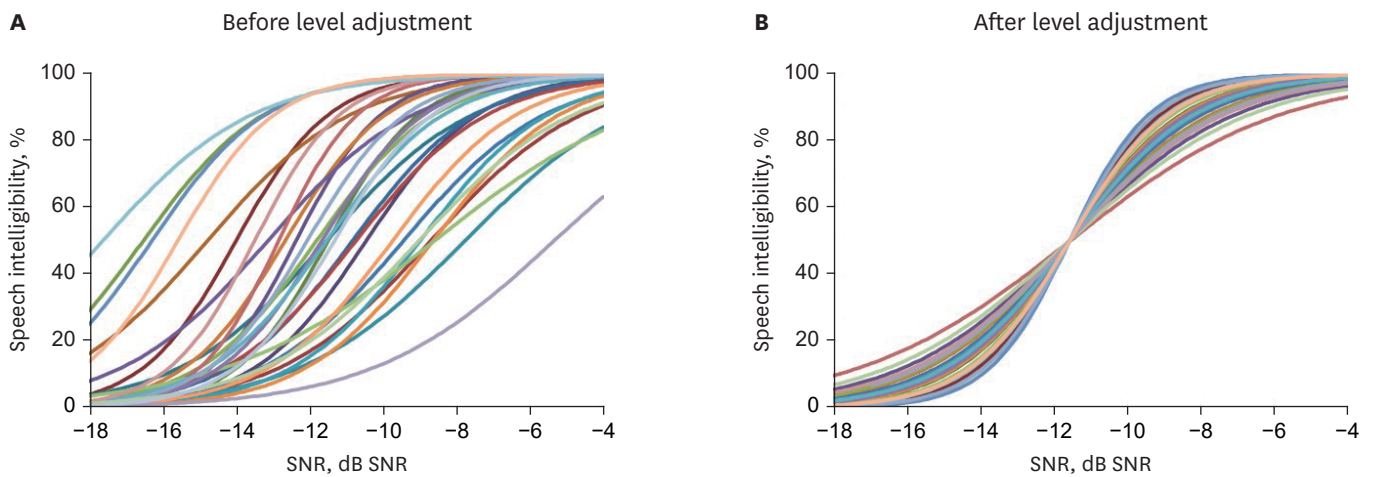 A Before level adjustment
Speech intelligibility, %
100
80
60
40
20
0
−18 −16 −14 −12 −10 −8 −6 −4
SNR, dB SNR
B After level adjustment
Speech intelligibility, %
100
80
60
40
20
0
−18 −16 −14 −12 −10 −8 −6 −4
SNR, dB SNR